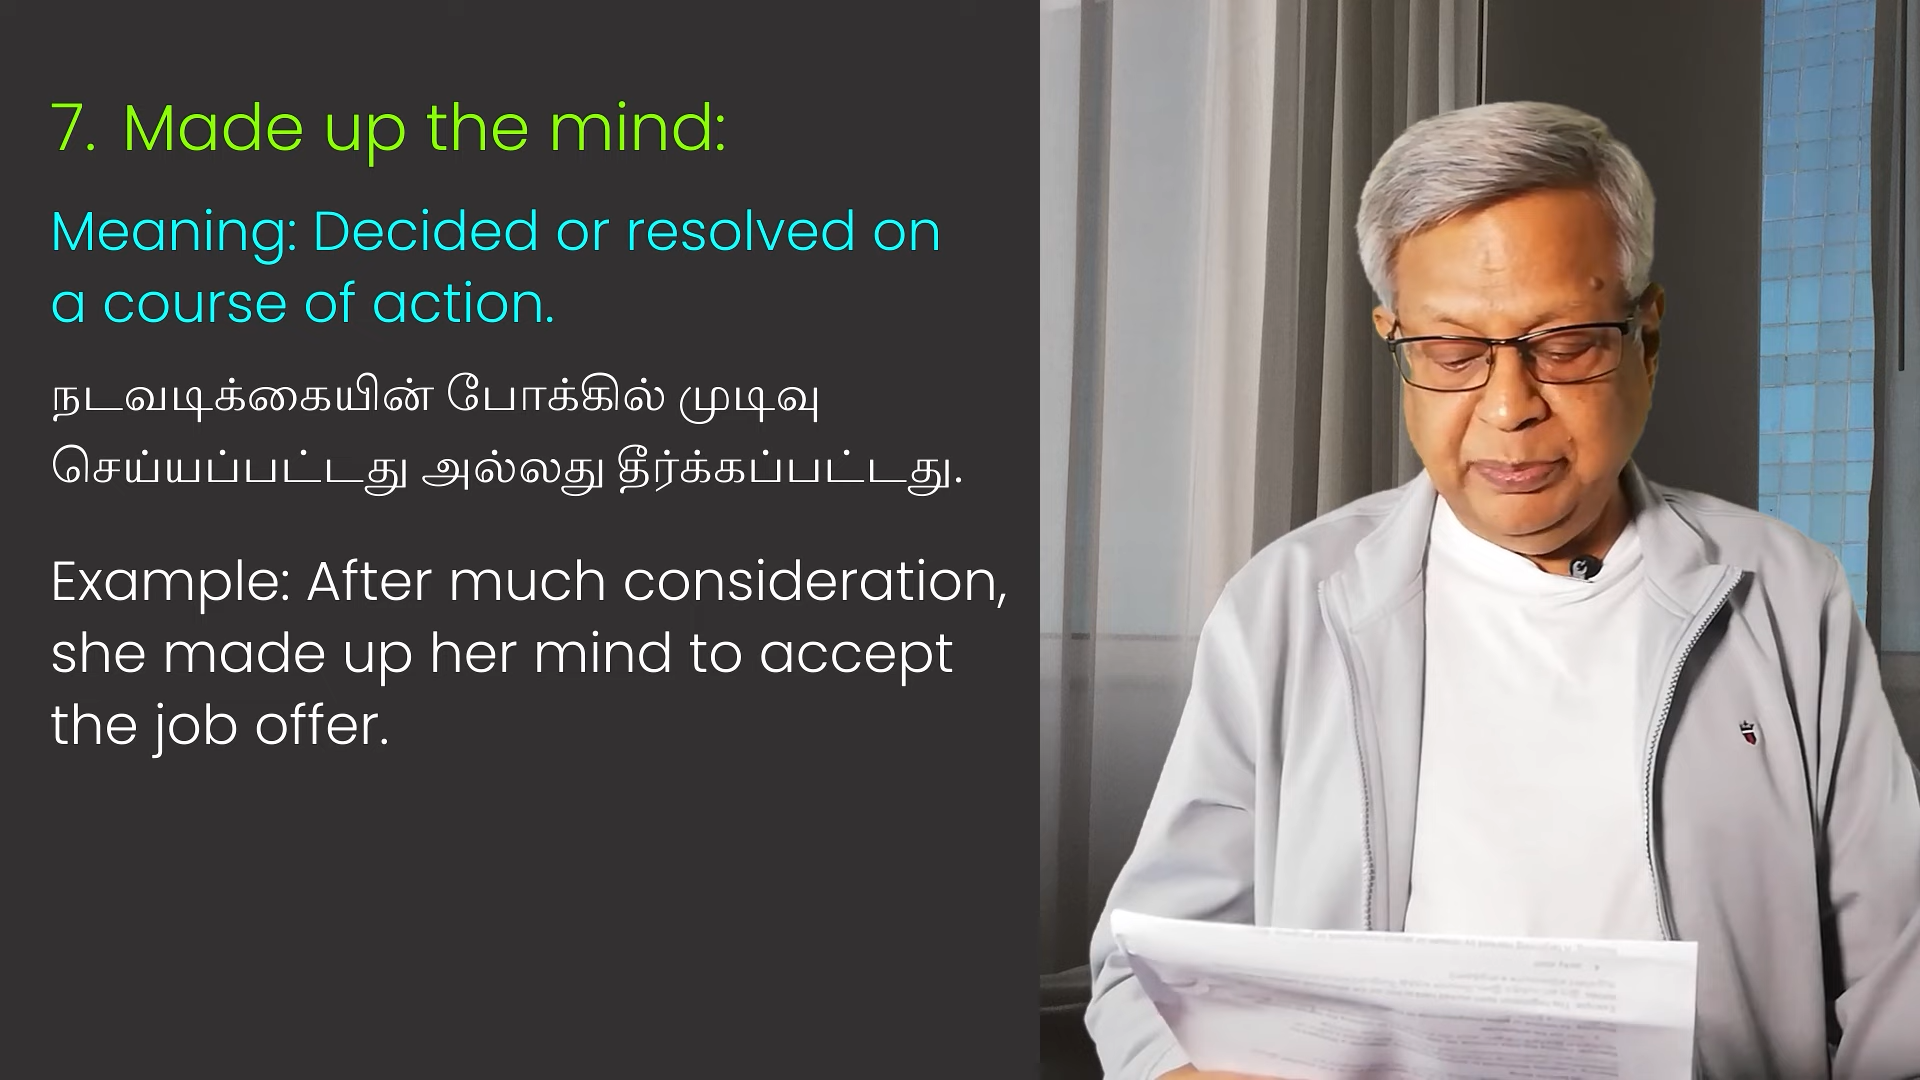 7. Made up the mind:
Meaning: Decided or resolved on
a course of action.
நடவடிக்கையின் போக்கில் முடிவு
செய்யப்பட்டது அல்லது தீர்க்கப்பட்டது.
Example: After much consideration,
she made up her mind to accept
the job offer.